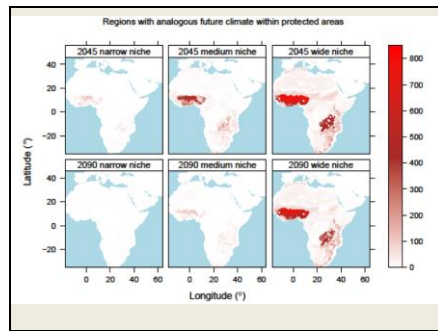 Regions with analogous future climate within protected areas
2045 narrow niche 2045 medium niche 2045 wide niche
2090 narrow niche 2090 medium niche 2090 wide niche
Latitude (°)
40
20
0
-20
40
20
0
-20
0 20 40 60 0 20 40 60 0 20 40 60
Longitude (°)
800
700
600
500
400
300
200
100
0